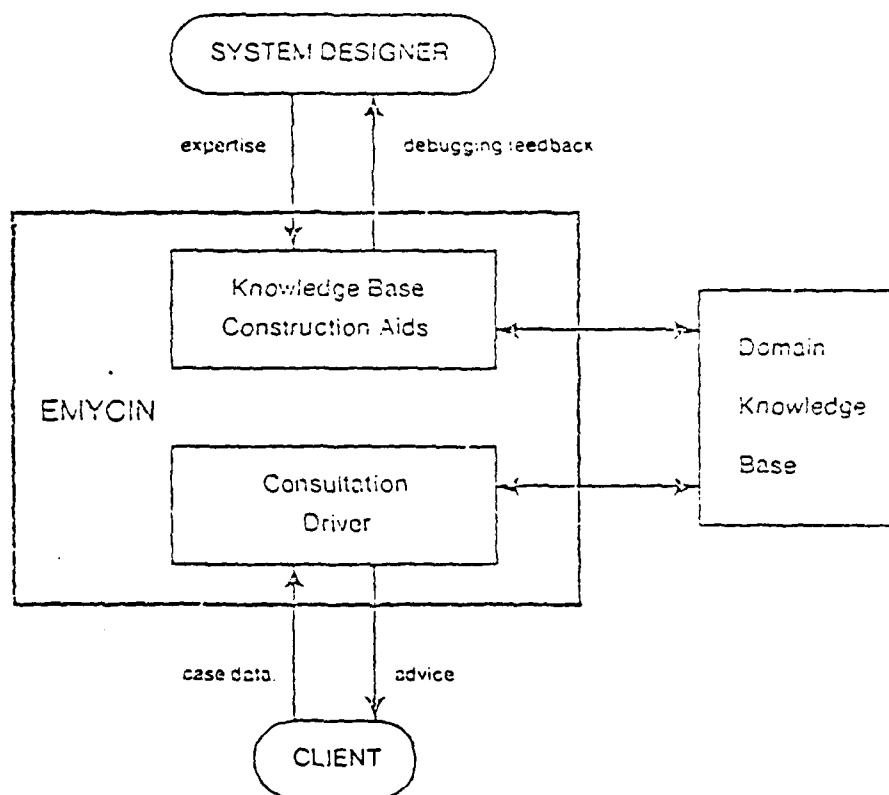 SYSTEM DESIGNER
expertise
debugging feedback
Knowledge Base
Construction Aids
EMYCIN
Domain
Knowledge
Base
Consultation
Driver
case data
advice
CLIENT